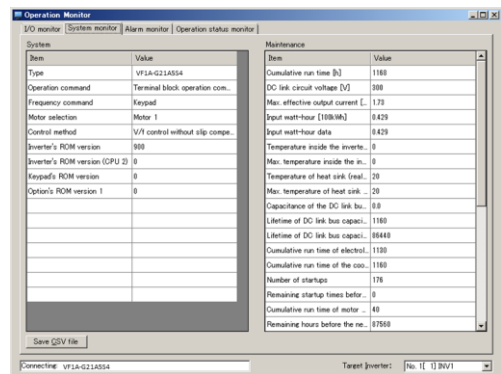 Operation Monitor
I/O monitor System monitor Alarm monitor Operation status monitor
System
Item Value
Type VF1A-G21A5S4
Operation command Terminal block operation com...
Frequency command Keypad
Motor selection Motor 1
Control method V/f control without slip compe...
Inverter's ROM version 900
Inverter's ROM version (CPU 2) 0
Keypad's ROM version 0
Option's ROM version 1 0
Save CSV file
Maintenance
Item Value
Cumulative run time [h] 1160
DC link circuit voltage [V] 300
Max. effective output current [... 1.73
Input watt-hour [100kWh] 0.429
Input watt-hour data 0.429
Temperature inside the inverte... 0
Max. temperature inside the in... 0
Temperature of heat sink (real... 20
Max. temperature of heat sink ... 20
Capacitance of the DC link bu... 0.0
Lifetime of DC link bus capaci... 1160
Lifetime of DC link bus capaci... 86440
Cumulative run time of electrol... 1130
Cumulative run time of the coo... 1160
Number of startups 176
Remaining startup times befor... 0
Cumulative run time of motor ... 40
Remaining hours before the ne... 87560
Connecting: VF1A-G21A5S4
Target Inverter: No. 1[ 1] INV1